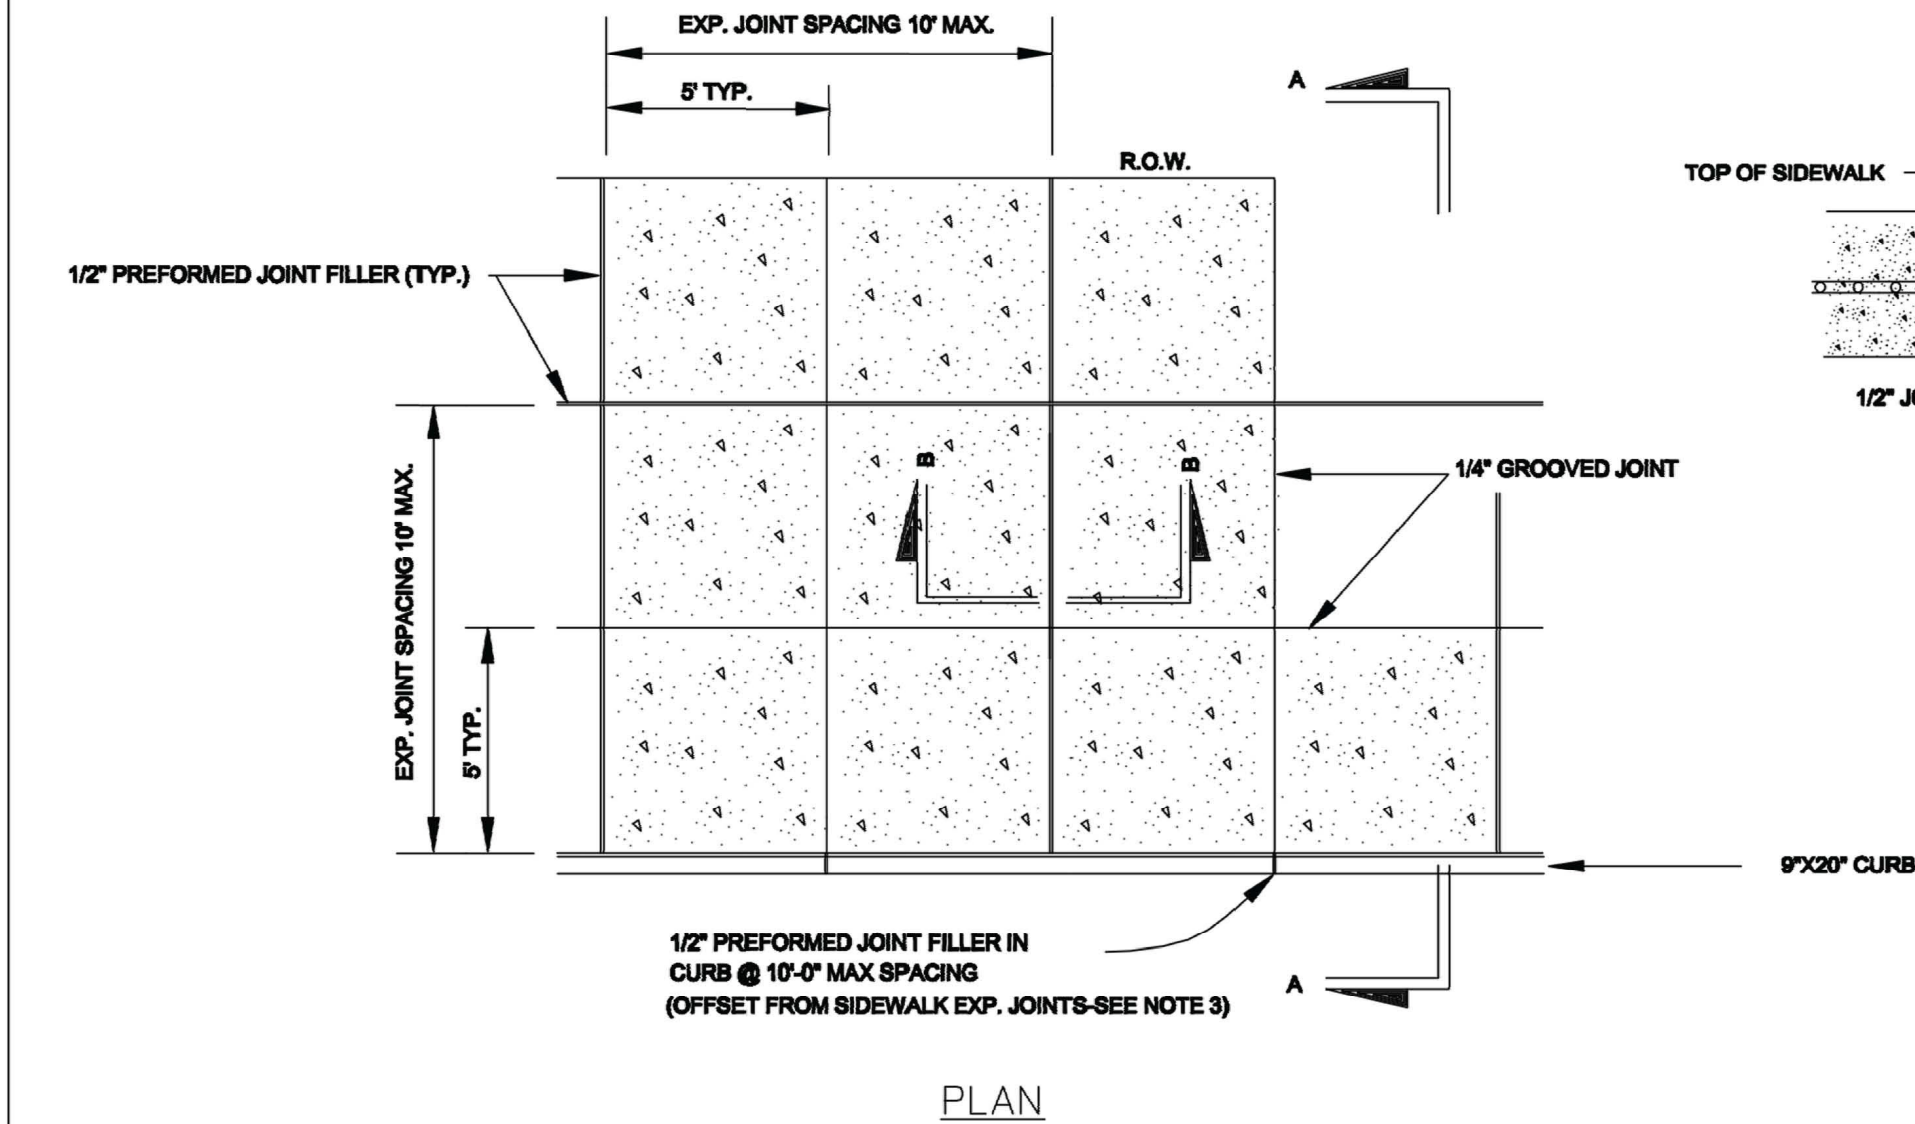 EXP. JOINT SPACING 10' MAX.
5' TYP.
A
R.O.W.
TOP OF SIDEWALK
1/2" PREFORMED JOINT FILLER (TYP.)
1/2"
B
B
1/4" GROOVED JOINT
EXP. JOINT SPACING 10' MAX.
5' TYP.
9"X20" CURB
1/2" PREFORMED JOINT FILLER IN
CURB @ 10'-0" MAX SPACING
(OFFSET FROM SIDEWALK EXP. JOINTS-SEE NOTE 3)
A
PLAN